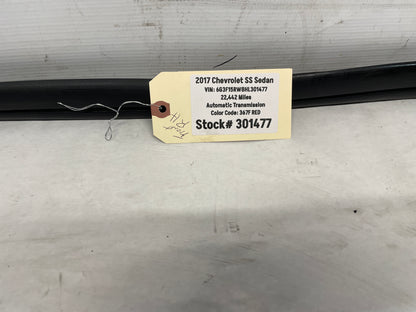 2017 Chevrolet SS Sedan
VIN: 6G3F15RW8HL301477
22,442 Miles
Automatic Transmission
Color Code: 367F RED
Stock# 301477